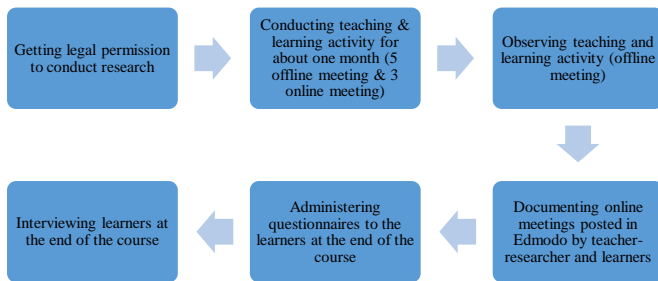 Getting legal permission
to conduct research
Conducting teaching &
learning activity for
about one month (5
offline meeting & 3
online meeting)
Observing teaching and
learning activity (offline
meeting)
Documenting online
meetings posted in
Edmodo by teacher-
researcher and learners
Administering
questionnaires to the
learners at the end of the
course
Interviewing learners
at the end of the course